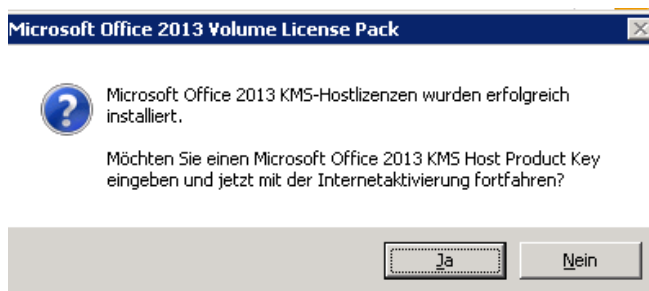 Microsoft Office 2013 Volume License Pack
Microsoft Office 2013 KMS-Hostlizenzen wurden erfolgreich
installiert.
Möchten Sie einen Microsoft Office 2013 KMS Host Product Key
eingeben und jetzt mit der Internetaktivierung fortfahren?
Ja
Nein